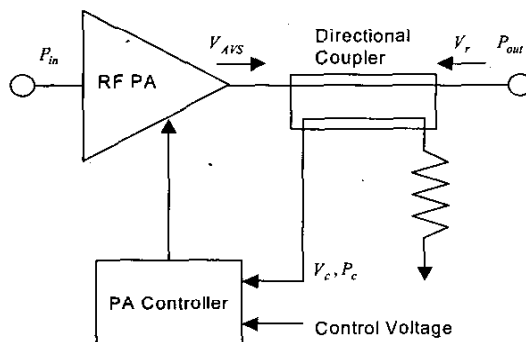 Directional
Coupler
P_in
V_AVS
V_r
P_out
RF PA
V_c, P_c
PA Controller
Control Voltage